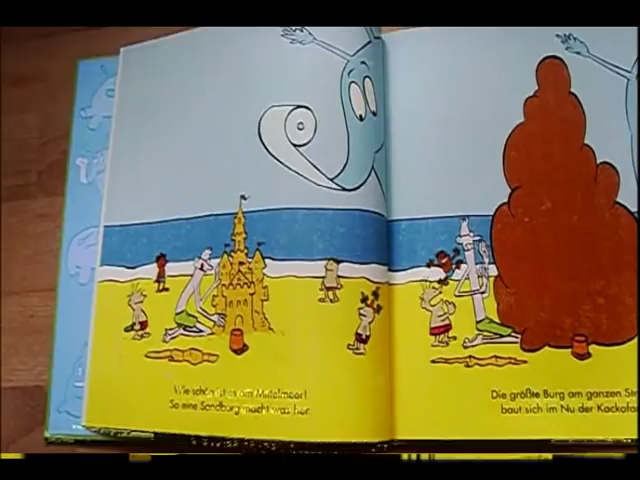 Wie schön ist es am Mittelmeer!
So eine Sandburg macht was her.
Die größte Burg am ganzen
baut sich im Nu der